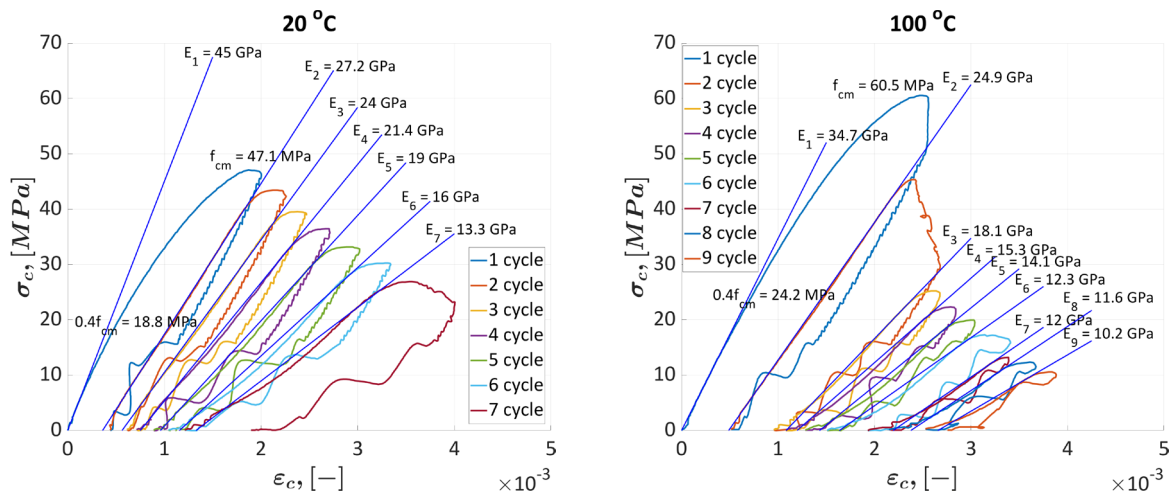 20 °C
E1 = 45 GPa
E2 = 27.2 GPa
E3 = 24 GPa
E4 = 21.4 GPa
E5 = 19 GPa
E6 = 16 GPa
E7 = 13.3 GPa
fcm = 47.1 MPa
0.4fcm = 18.8 MPa
1 cycle
2 cycle
3 cycle
4 cycle
5 cycle
6 cycle
7 cycle
70
60
50
40
30
20
10
0
σc, [MPa]
0 1 2 3 4 5
εc, [−]
×10−3
100 °C
1 cycle
2 cycle
3 cycle
4 cycle
5 cycle
6 cycle
7 cycle
8 cycle
9 cycle
fcm = 60.5 MPa
E2 = 24.9 GPa
E1 = 34.7 GPa
E3 = 18.1 GPa
E4 = 15.3 GPa
E5 = 14.1 GPa
E6 = 12.3 GPa
E8 = 11.6 GPa
E7 = 12 GPa
E9 = 10.2 GPa
0.4fcm = 24.2 MPa
70
60
50
40
30
20
10
0
σc, [MPa]
0 1 2 3 4 5
εc, [−]
×10−3